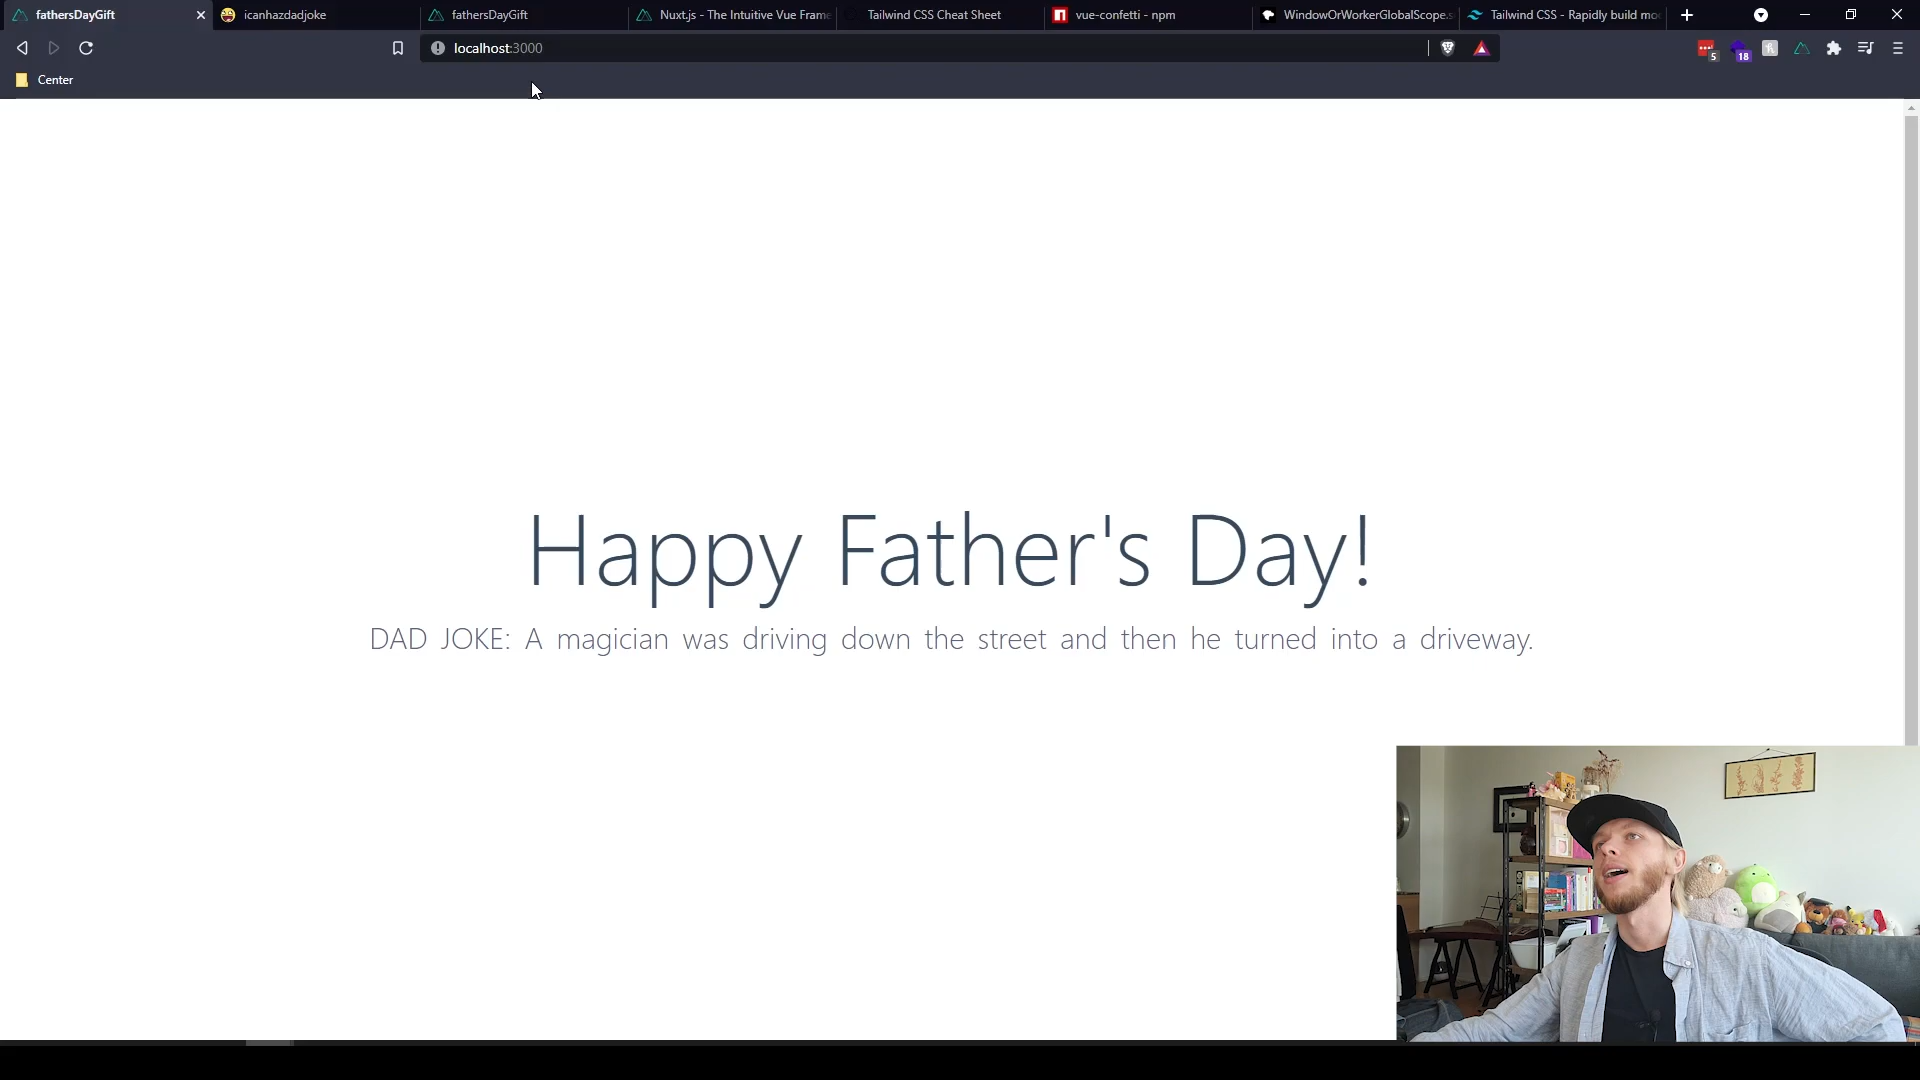 fathersDayGift
icanhazdadjoke
fathersDayGift
Nuxt.js - The Intuitive Vue Frame
Tailwind CSS Cheat Sheet
vue-confetti - npm
WindowOrWorkerGlobalScope.s
Tailwind CSS - Rapidly build mo
localhost:3000
5
18
Center
Happy Father's Day!
DAD JOKE: A magician was driving down the street and then he turned into a driveway.